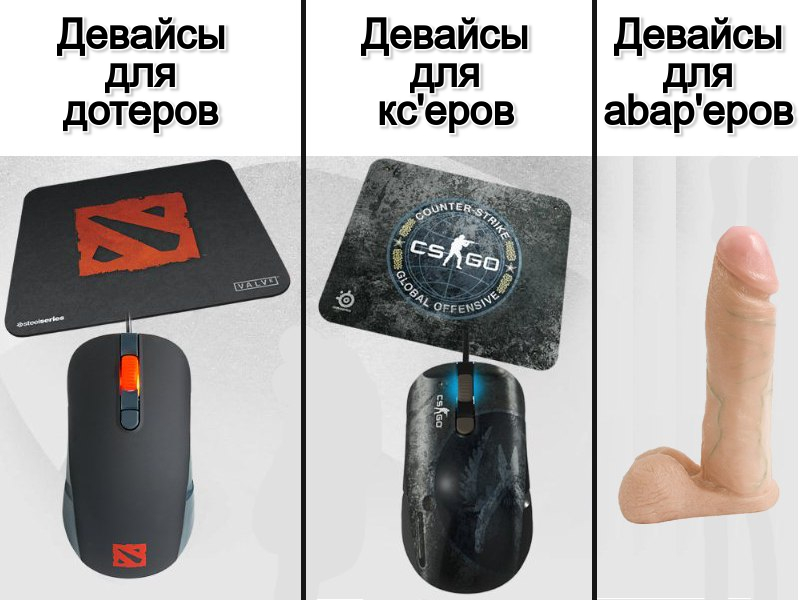 Девайсы
для
дотеров
Девайсы
для
кс'еров
Девайсы
для
abap'еров
steelseries
VALVE
COUNTER-STRIKE
CS GO
GLOBAL OFFENSIVE
CS GO